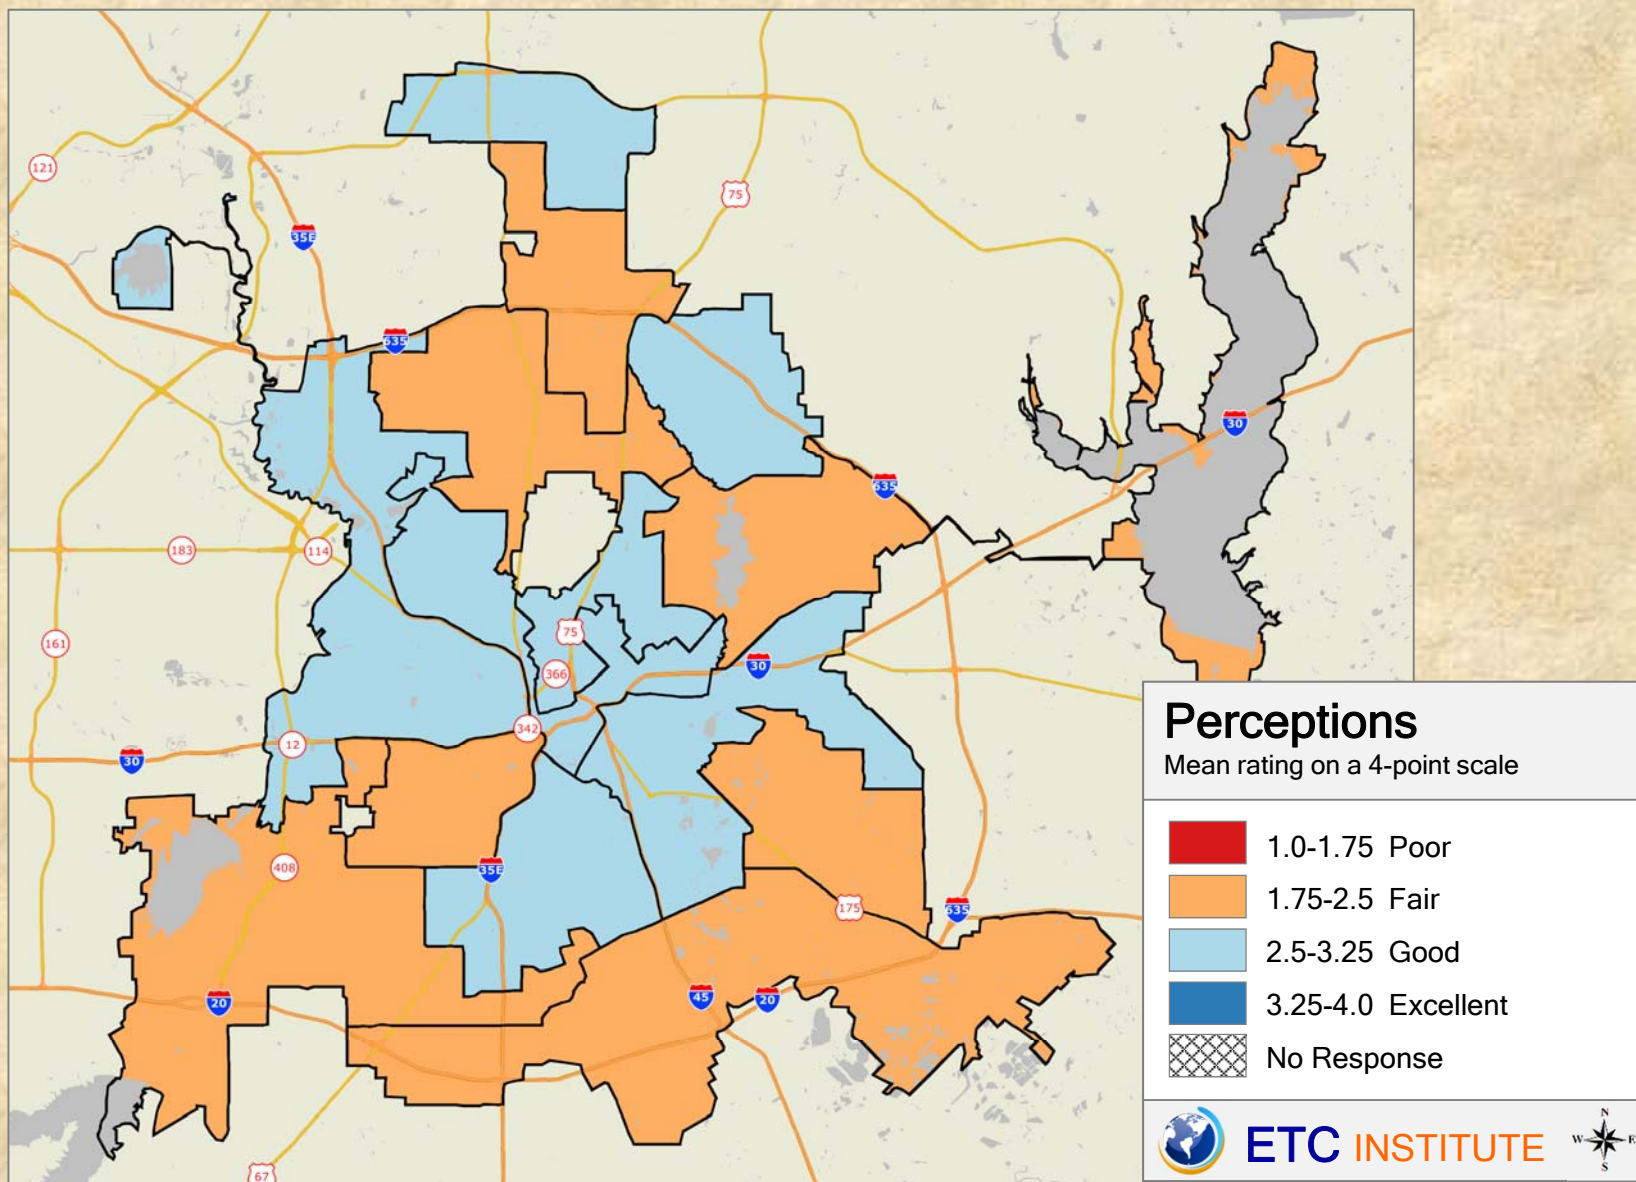 121
35E
75
635
30
635
183
114
161
75
366
30
342
12
30
35E
408
175
635
20
45
20
67
Perceptions
Mean rating on a 4-point scale
1.0-1.75 Poor
1.75-2.5 Fair
2.5-3.25 Good
3.25-4.0 Excellent
No Response
ETC INSTITUTE
N
W E
S